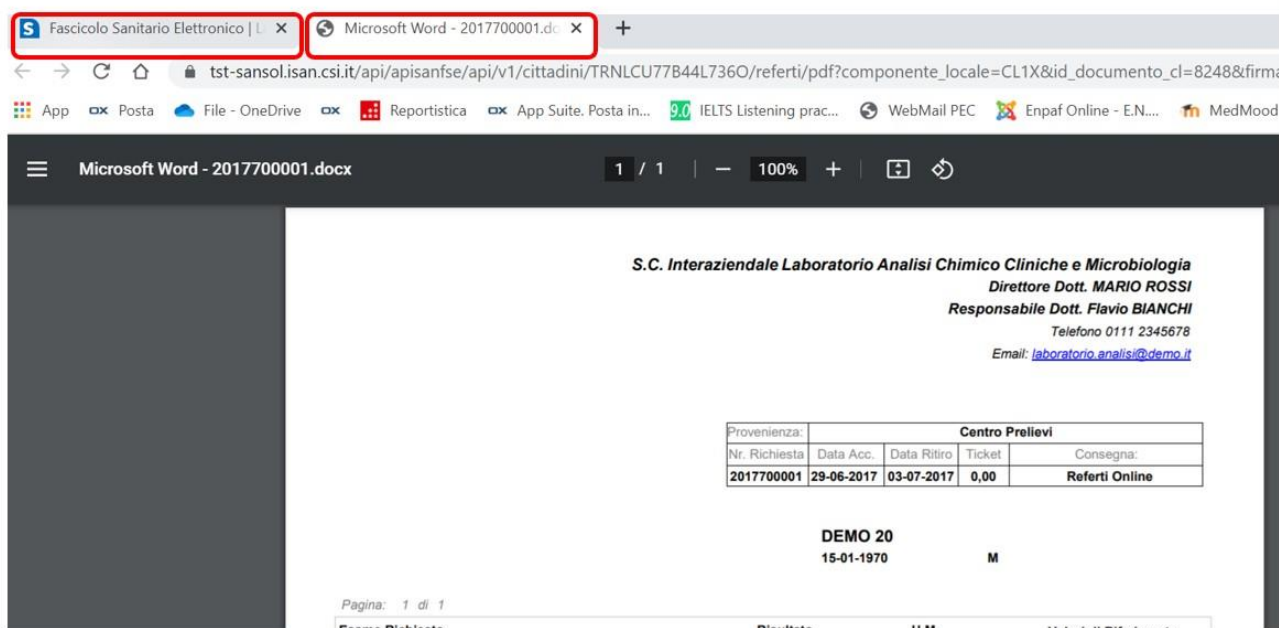 Fascicolo Sanitario Elettronico | L
Microsoft Word - 2017700001.do
tst-sansol.isan.csi.it/api/apisanfse/api/v1/cittadini/TRNLCU77B44L736O/referti/pdf?componente_locale=CL1X&id_documento_cl=8248&firma
App Posta File - OneDrive Reportistica App Suite. Posta in... 9.0 IELTS Listening prac... WebMail PEC Enpaf Online - E.N.... MedMood
Microsoft Word - 2017700001.docx 1 / 1 100%
S.C. Interaziendale Laboratorio Analisi Chimico Cliniche e Microbiologia
Direttore Dott. MARIO ROSSI
Responsabile Dott. Flavio BIANCHI
Telefono 0111 2345678
Email: laboratorio.analisi@demo.it
Provenienza: Centro Prelievi
Nr. Richiesta Data Acc. Data Ritiro Ticket Consegna:
2017700001 29-06-2017 03-07-2017 0,00 Referti Online
DEMO 20
15-01-1970 M
Pagina: 1 di 1